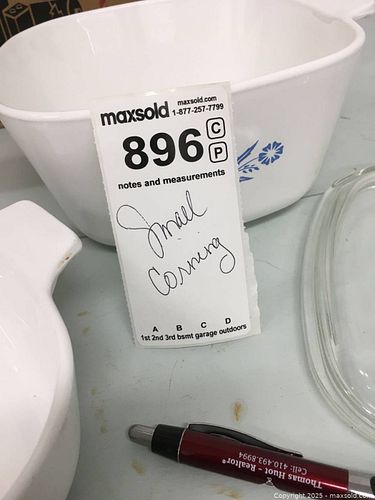 maxsold maxsold.com
1-877-257-7799
896 C
P
notes and measurements
Small
Corning
A B C D
1st 2nd 3rd bsmt garage outdoors
Thomas Huot - Realtor®
Cell: 410.493.8994
Copyright © 2025 - maxsold.com